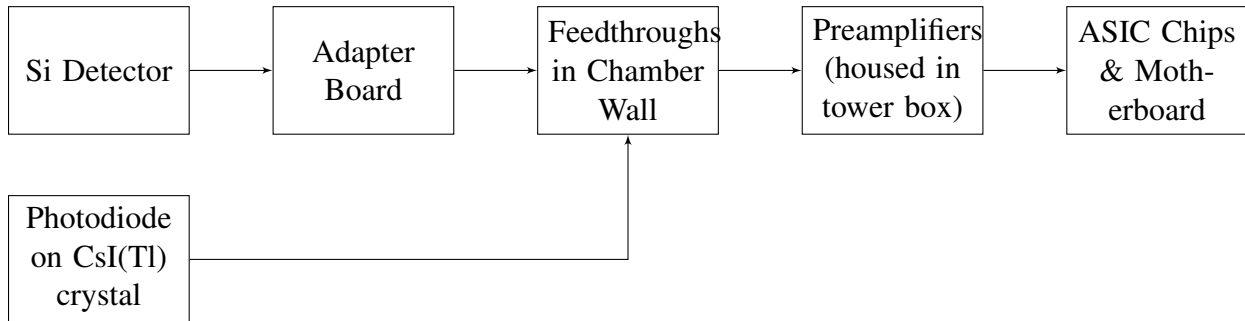 Si Detector
Adapter
Board
Feedthroughs
in Chamber
Wall
Preamplifiers
(housed in
tower box)
ASIC Chips
& Moth-
erboard
Photodiode
on CsI(Tl)
crystal